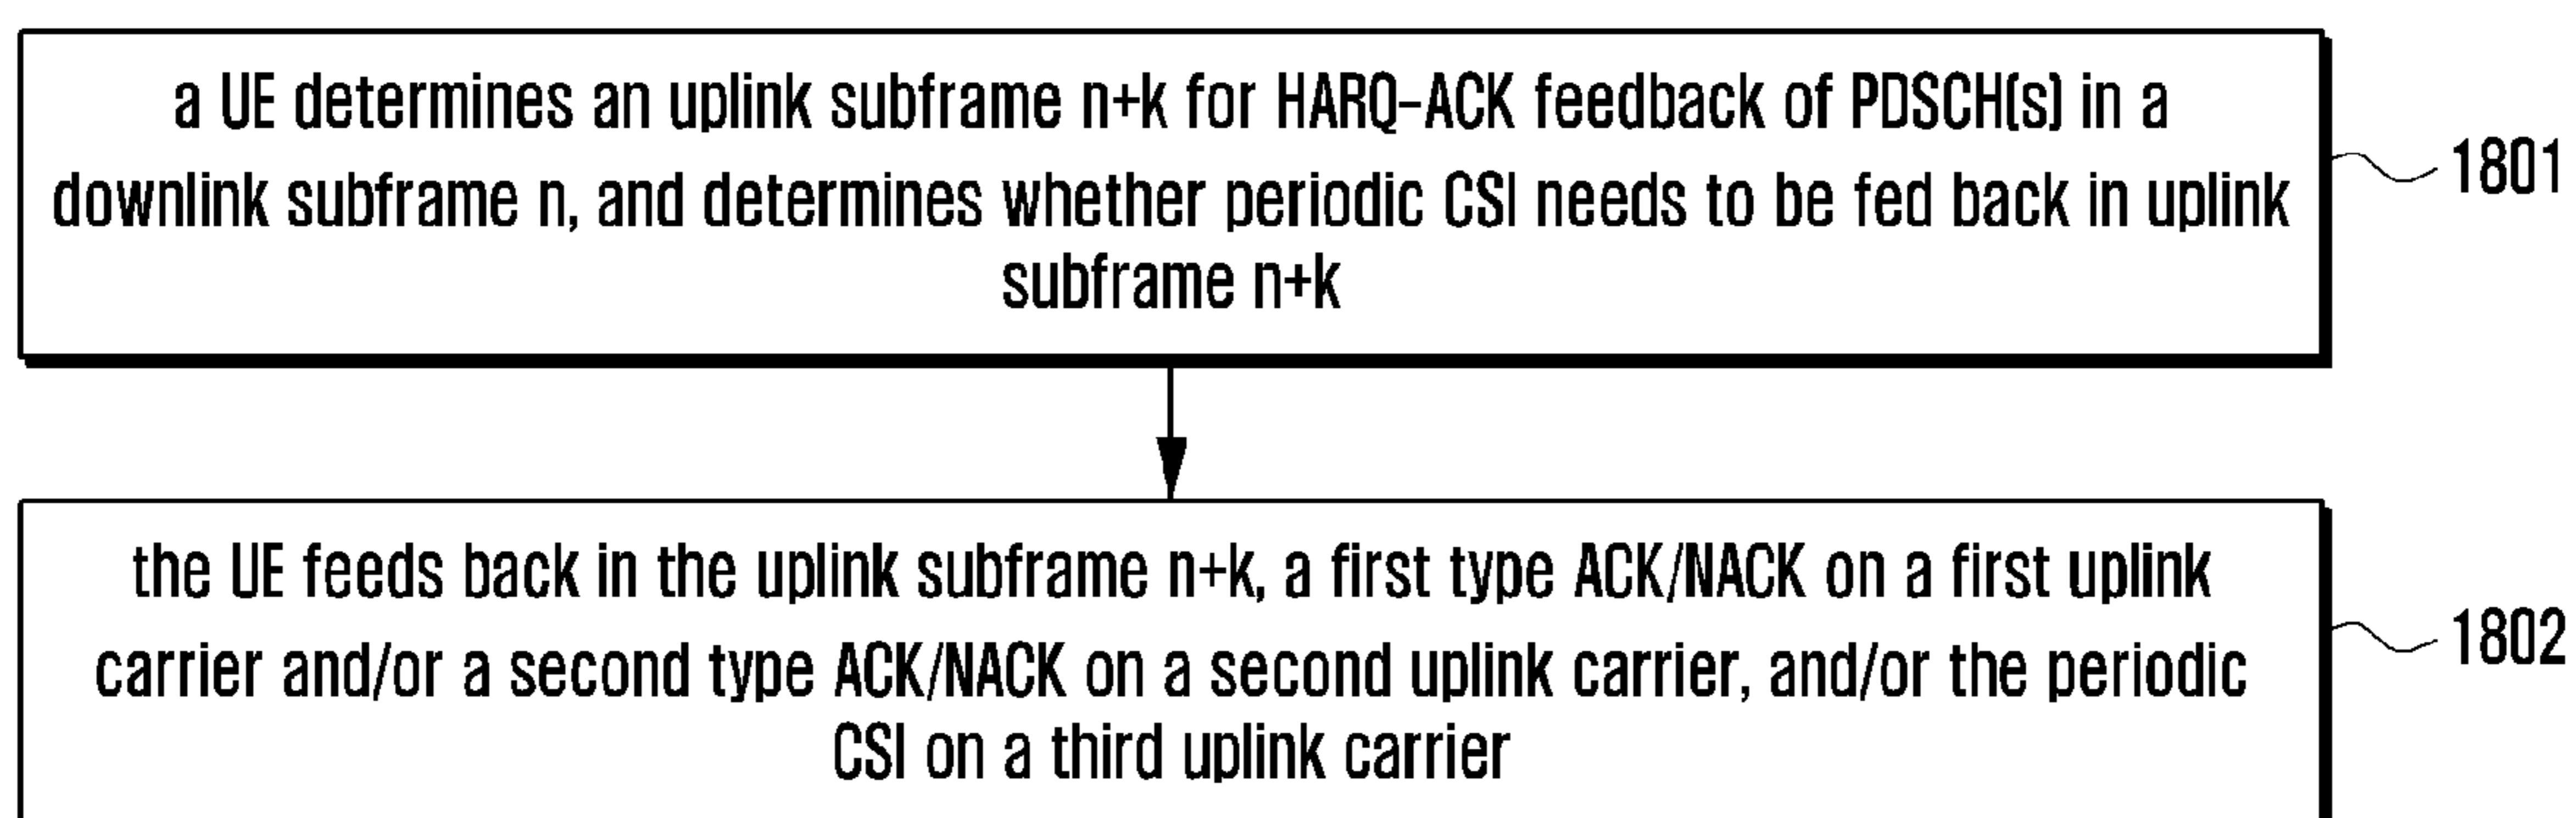 a UE determines an uplink subframe n+k for HARQ-ACK feedback of PDSCH(s) in a
downlink subframe n, and determines whether periodic CSI needs to be fed back in uplink
subframe n+k
1801
the UE feeds back in the uplink subframe n+k, a first type ACK/NACK on a first uplink
carrier and/or a second type ACK/NACK on a second uplink carrier, and/or the periodic
CSI on a third uplink carrier
1802